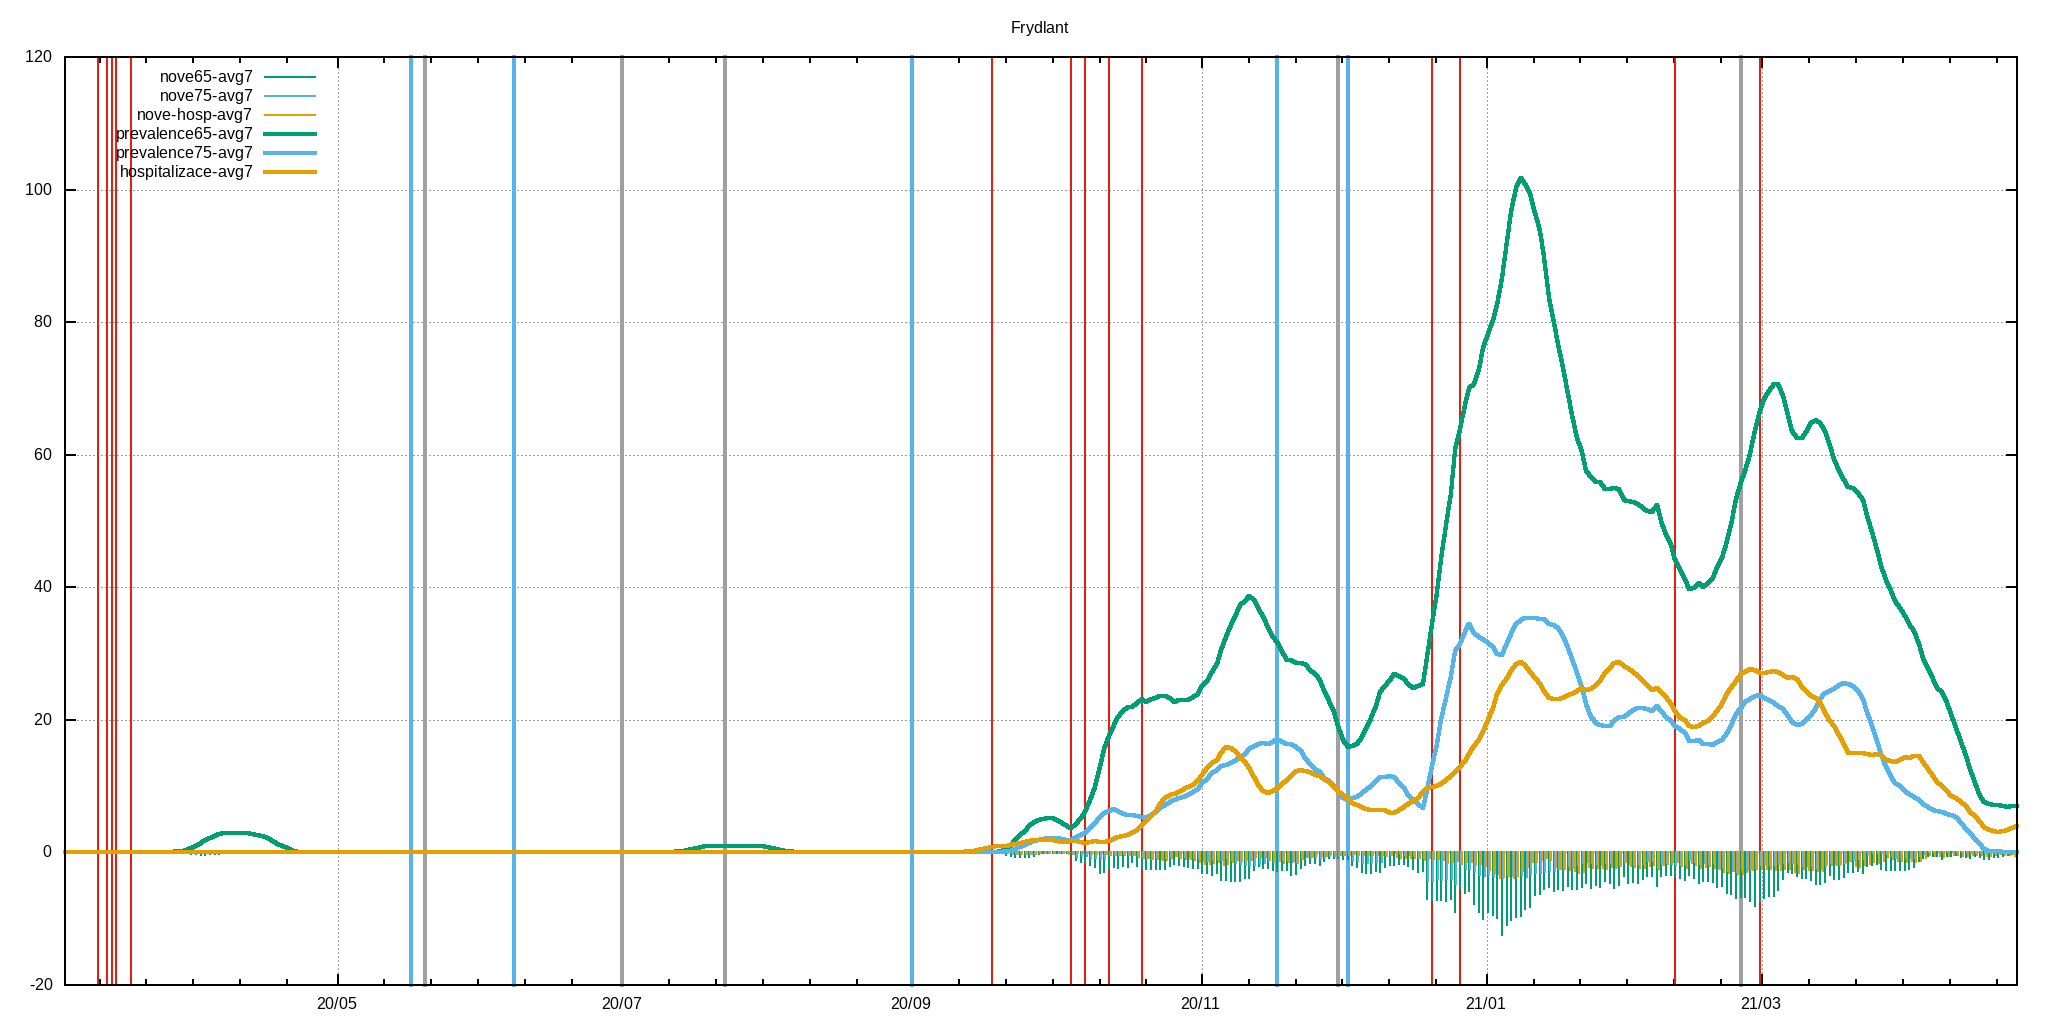 Frydlant
120
100
80
60
40
20
0
-20
nove65-avg7
nove75-avg7
nove-hosp-avg7
prevalence65-avg7
prevalence75-avg7
hospitalizace-avg7
20/05 20/07 20/09 20/11 21/01 21/03